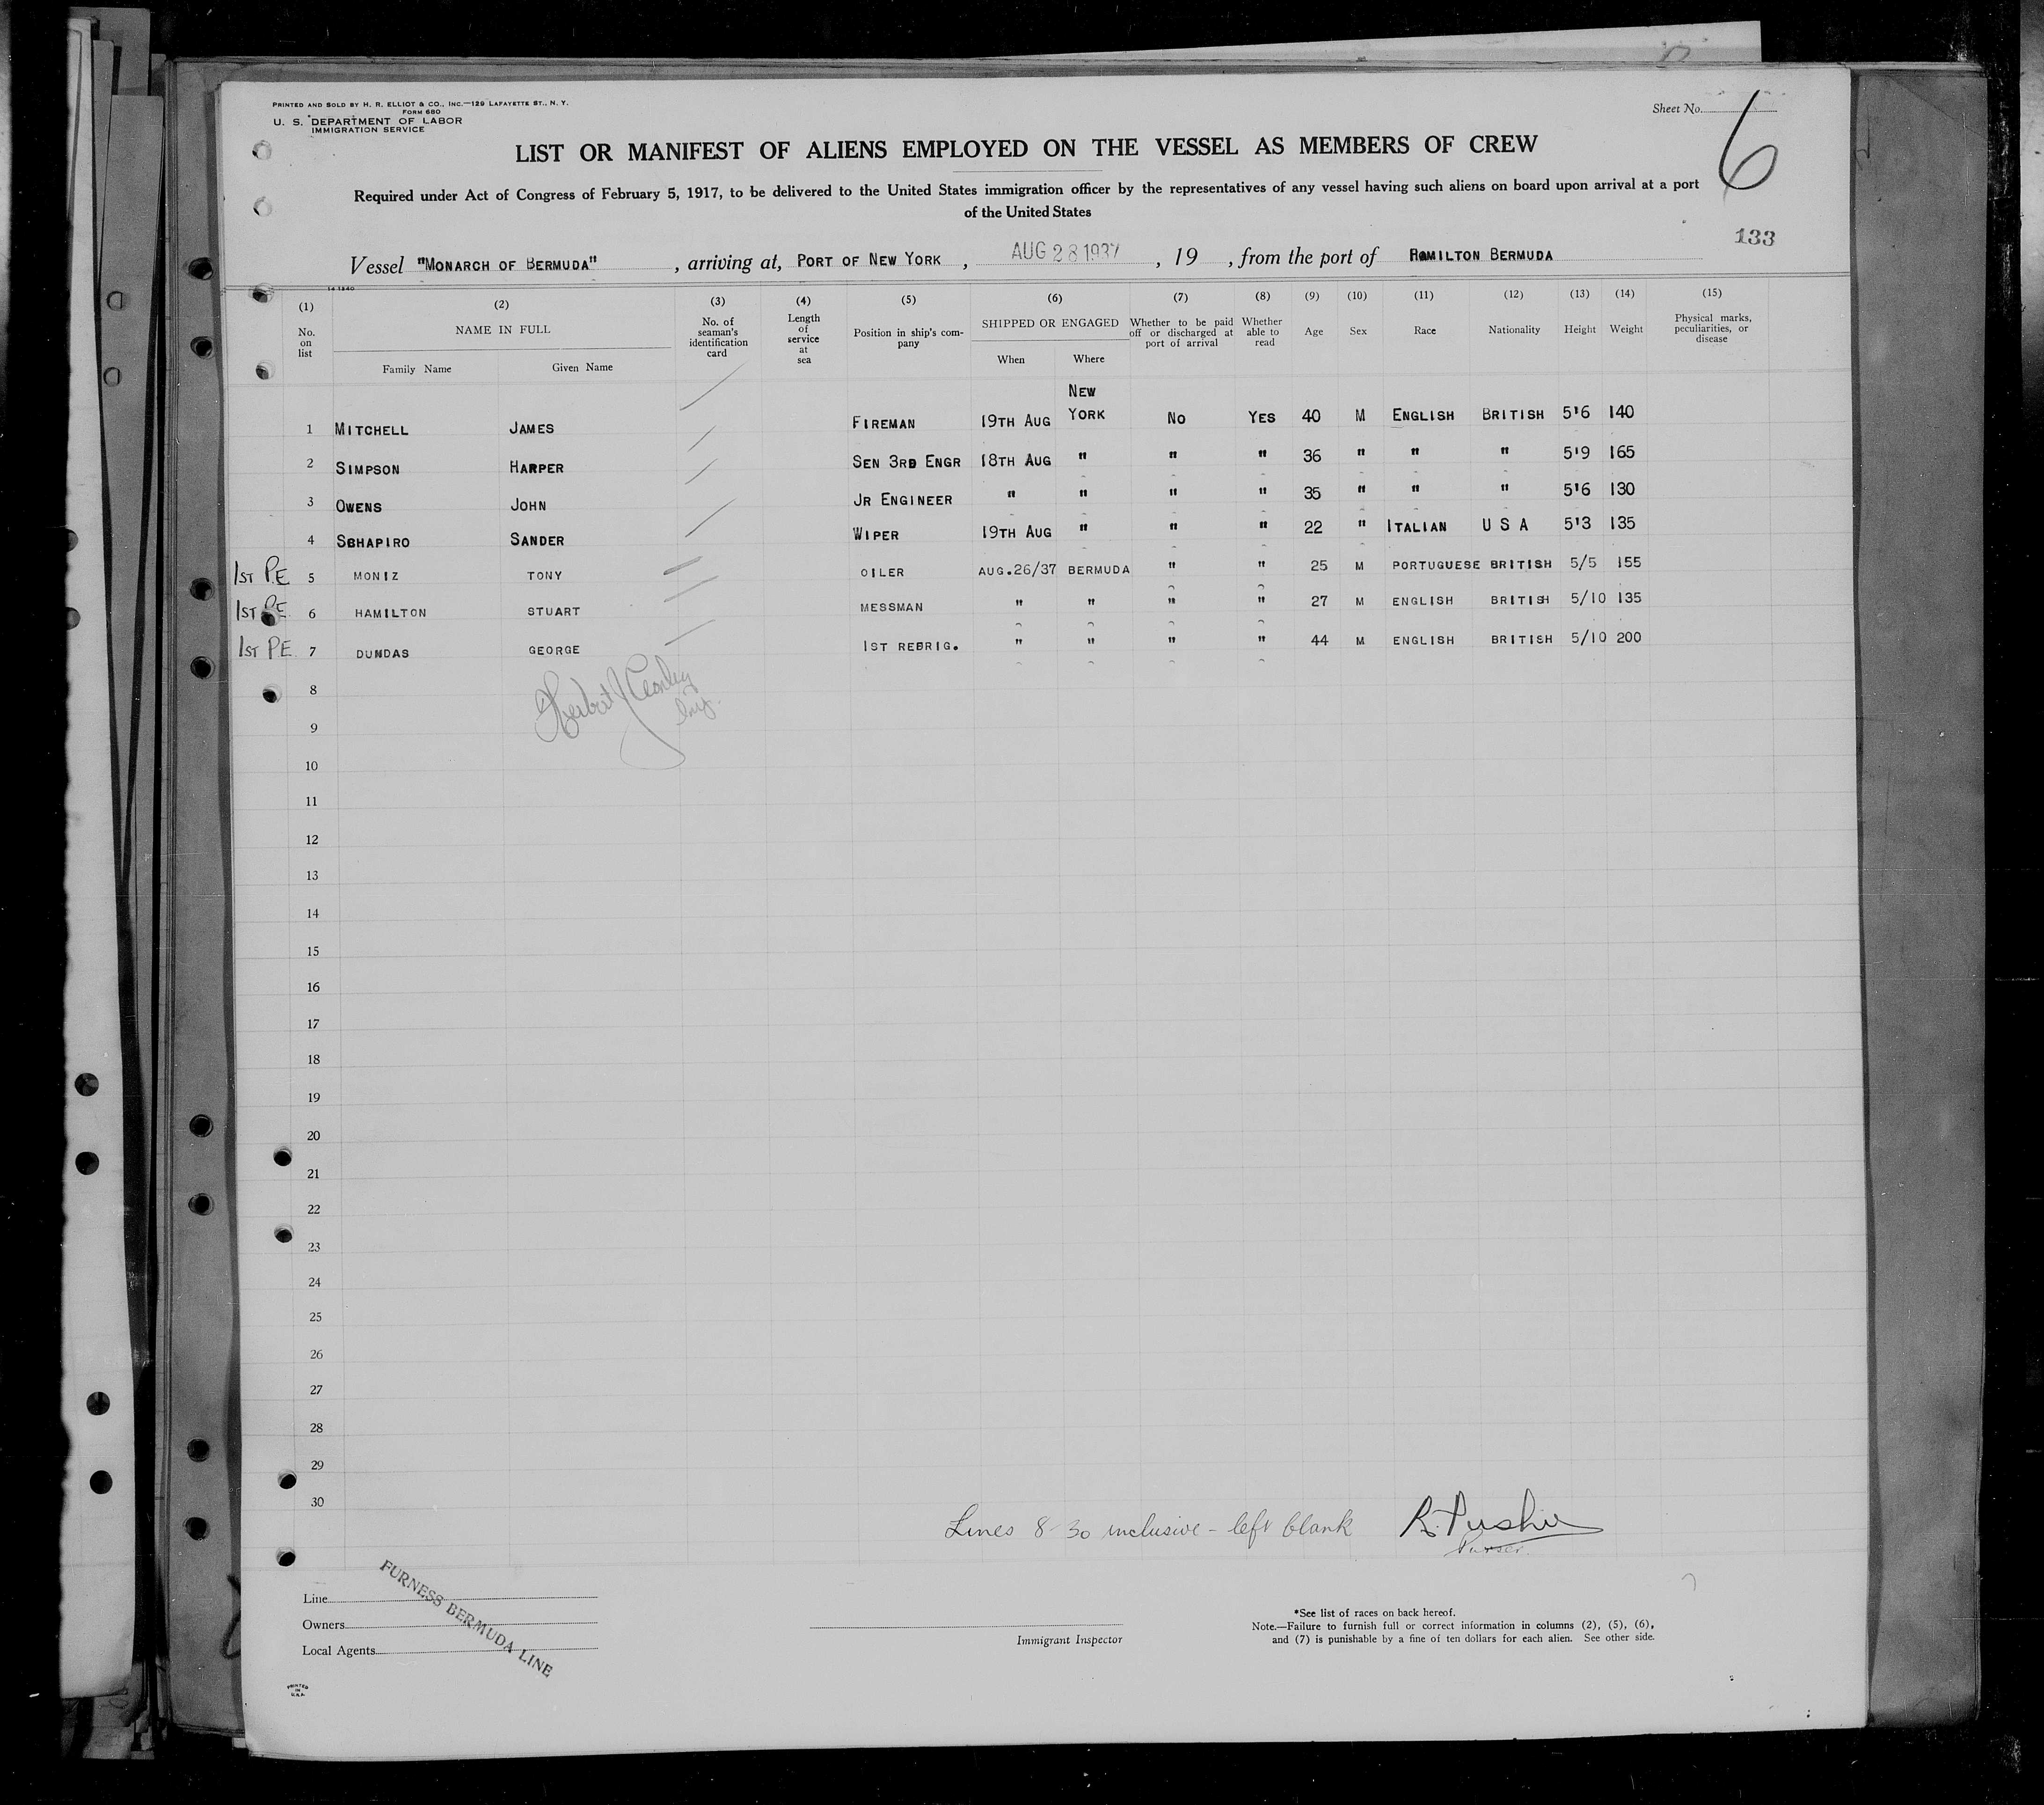 PRINTED AND SOLD BY H. R. ELLIOT & CO., INC.—129 LAFAYETTE ST., N. Y.
FORM 680
U. S. DEPARTMENT OF LABOR
IMMIGRATION SERVICE
Sheet No. 6
LIST OR MANIFEST OF ALIENS EMPLOYED ON THE VESSEL AS MEMBERS OF CREW
Required under Act of Congress of February 5, 1917, to be delivered to the United States immigration officer by the representatives of any vessel having such aliens on board upon arrival at a port
of the United States
133
Vessel "MONARCH OF BERMUDA", arriving at, PORT OF NEW YORK, AUG 28 1937, 19 , from the port of HAMILTON BERMUDA
(1) (2) (3) (4) (5) (6) (7) (8) (9) (10) (11) (12) (13) (14) (15)
No. on list NAME IN FULL Family Name Given Name No. of seaman's identification card Length of service at sea Position in ship's company SHIPPED OR ENGAGED When Where Whether to be paid off or discharged at port of arrival Whether able to read Age Sex Race Nationality Height Weight Physical marks, peculiarities, or disease
1 MITCHELL JAMES FIREMAN 19TH AUG NEW YORK NO YES 40 M ENGLISH BRITISH 5'6 140
2 SIMPSON HARPER SEN 3RD ENGR 18TH AUG " " " 36 " " " 5'9 165
3 OWENS JOHN JR ENGINEER " " " " 35 " " " 5'6 130
4 SBHAPIRO SANDER WIPER 19TH AUG " " " 22 " ITALIAN U S A 5'3 135
1ST P.E 5 MONIZ TONY OILER AUG.26/37 BERMUDA " " 25 M PORTUGUESE BRITISH 5/5 155
1ST P.E 6 HAMILTON STUART MESSMAN " " " " 27 M ENGLISH BRITISH 5/10 135
1ST P.E 7 DUNDAS GEORGE 1ST REBRIG. " " " " 44 M ENGLISH BRITISH 5/10 200
8
9
10
11
12
13
14
15
16
17
18
19
20
21
22
23
24
25
26
27
28
29
30
Lines 8-30 inclusive - left blank
Purser.
Line
Owners
Local Agents
FURNESS BERMUDA LINE
Immigrant Inspector
*See list of races on back hereof.
Note.—Failure to furnish full or correct information in columns (2), (5), (6),
and (7) is punishable by a fine of ten dollars for each alien. See other side.
PRINTED
IN
U.S.A.